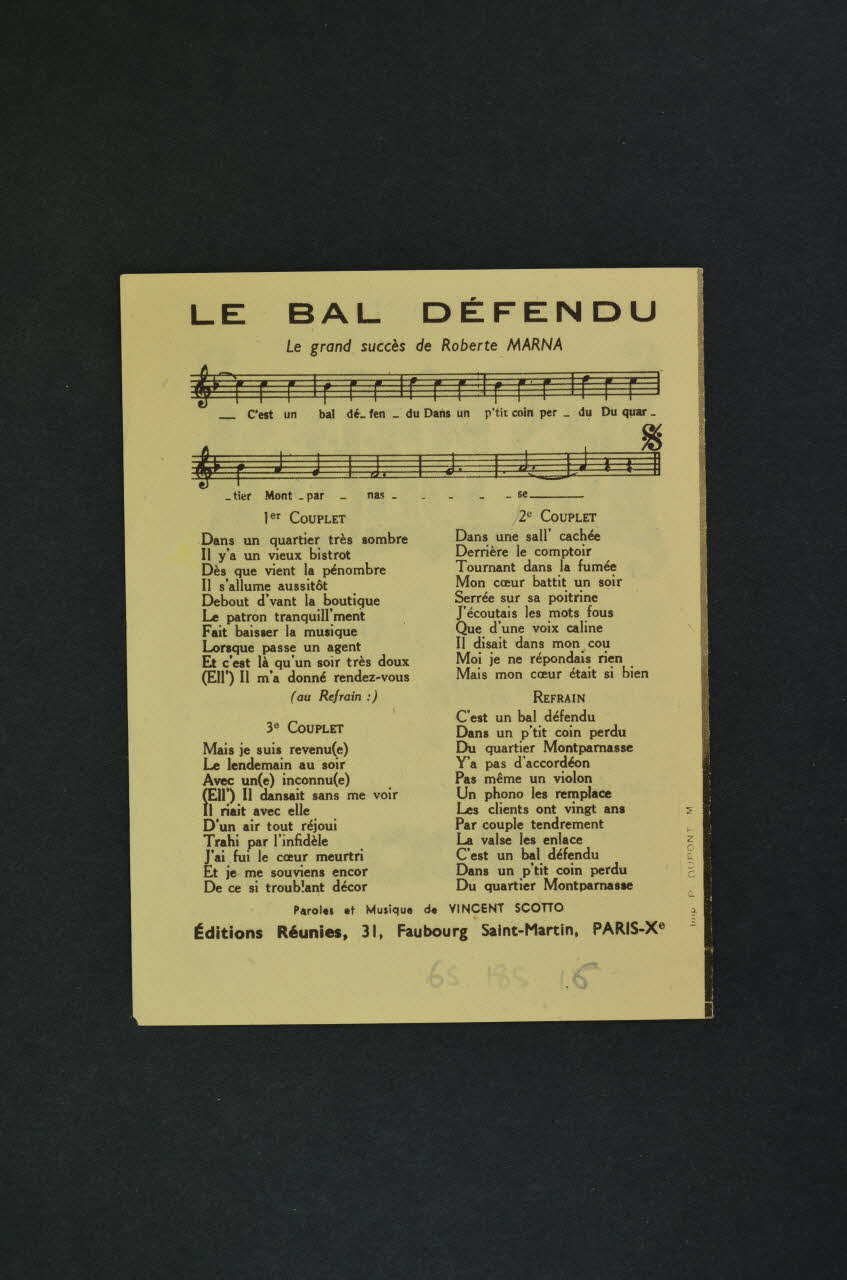 LE BAL DÉFENDU
Le grand succès de Roberte MARNA
C'est un bal dé_fen_du Dans un p'tit coin per_du Du quar_
_tier Mont_par_nas_ _ _ _ _se____
1er COUPLET
Dans un quartier très sombre
Il y'a un vieux bistrot
Dès que vient la pénombre
Il s'allume aussitôt
Debout d'vant la boutique
Le patron tranquill'ment
Fait baisser la musique
Lorsque passe un agent
Et c'est là qu'un soir très doux
(Ell') Il m'a donné rendez-vous
(au Refrain :)
2e COUPLET
Dans une sall' cachée
Derrière le comptoir
Tournant dans la fumée
Mon cœur battit un soir
Serrée sur sa poitrine
J'écoutais les mots fous
Que d'une voix caline
Il disait dans mon cou
Moi je ne répondais rien
Mais mon cœur était si bien
REFRAIN
C'est un bal défendu
Dans un p'tit coin perdu
Du quartier Montparnasse
Y'a pas d'accordéon
Pas même un violon
Un phono les remplace
Les clients ont vingt ans
Par couple tendrement
La valse les enlace
C'est un bal défendu
Dans un p'tit coin perdu
Du quartier Montparnasse
3e COUPLET
Mais je suis revenu(e)
Le lendemain au soir
Avec un(e) inconnu(e)
(Ell') Il dansait sans me voir
Il riait avec elle
D'un air tout réjoui
Trahi par l'infidèle
J'ai fui le cœur meurtri
Et je me souviens encor
De ce si troublant décor
Paroles et Musique de VINCENT SCOTTO
Éditions Réunies, 31, Faubourg Saint-Martin, PARIS-Xe
Imp P. DUPONT M
65 185 16